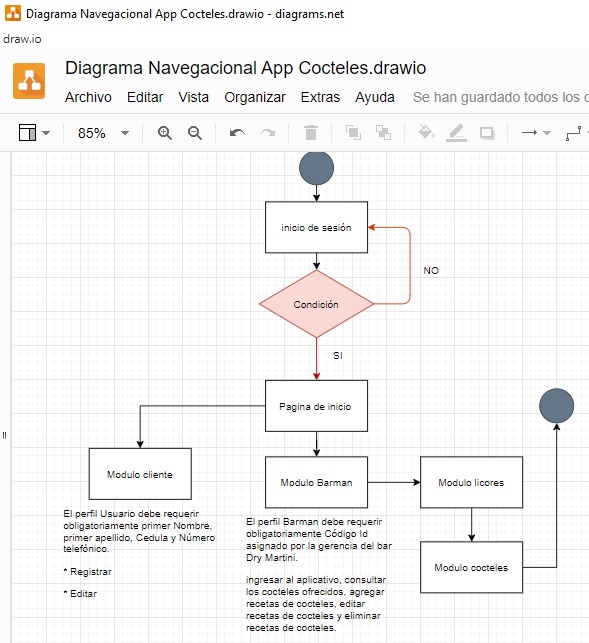 Diagrama Navegacional App Cocteles.drawio - diagrams.net
draw.io
Diagrama Navegacional App Cocteles.drawio
Archivo Editar Vista Organizar Extras Ayuda Se han guardado todos los
85%
inicio de sesión
NO
Condición
SI
Pagina de inicio
Modulo cliente
Modulo Barman
Modulo licores
El perfil Usuario debe requerir
obligatoriamente primer Nombre,
primer apellido, Cedula y Número
telefónico.
* Registrar
* Editar
El perfil Barman debe requerir
obligatoriamente Código Id
asignado por la gerencia del bar
Dry Martini.
ingresar al aplicativo, consultar
los cocteles ofrecidos, agregar
recetas de cocteles, editar
recetas de cocteles y eliminar
recetas de cocteles.
Modulo cocteles